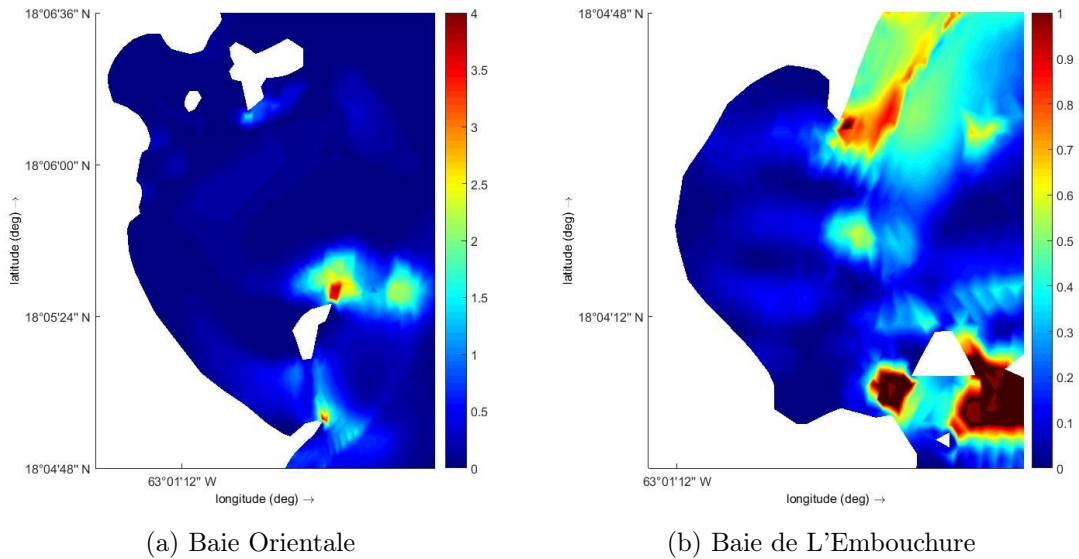 18°06'36" N
18°06'00" N
18°05'24" N
18°04'48" N
latitude (deg) →
63°01'12" W
longitude (deg) →
4
3.5
3
2.5
2
1.5
1
0.5
0
(a) Baie Orientale
18°04'48" N
18°04'12" N
latitude (deg) →
63°01'12" W
longitude (deg) →
1
0.9
0.8
0.7
0.6
0.5
0.4
0.3
0.2
0.1
0
(b) Baie de L'Embouchure